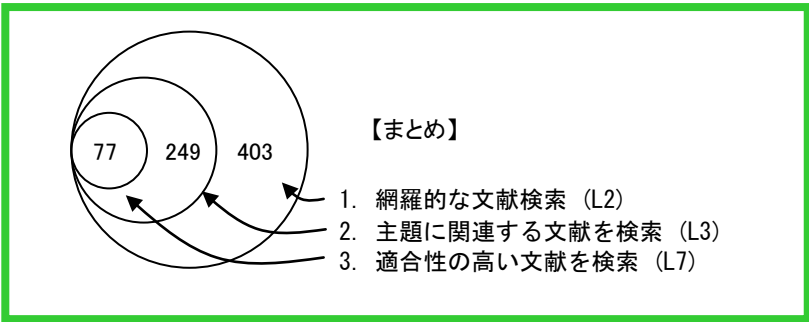 77 249 403
【まとめ】
1. 網羅的な文献検索 (L2)
2. 主題に関連する文献を検索 (L3)
3. 適合性の高い文献を検索 (L7)